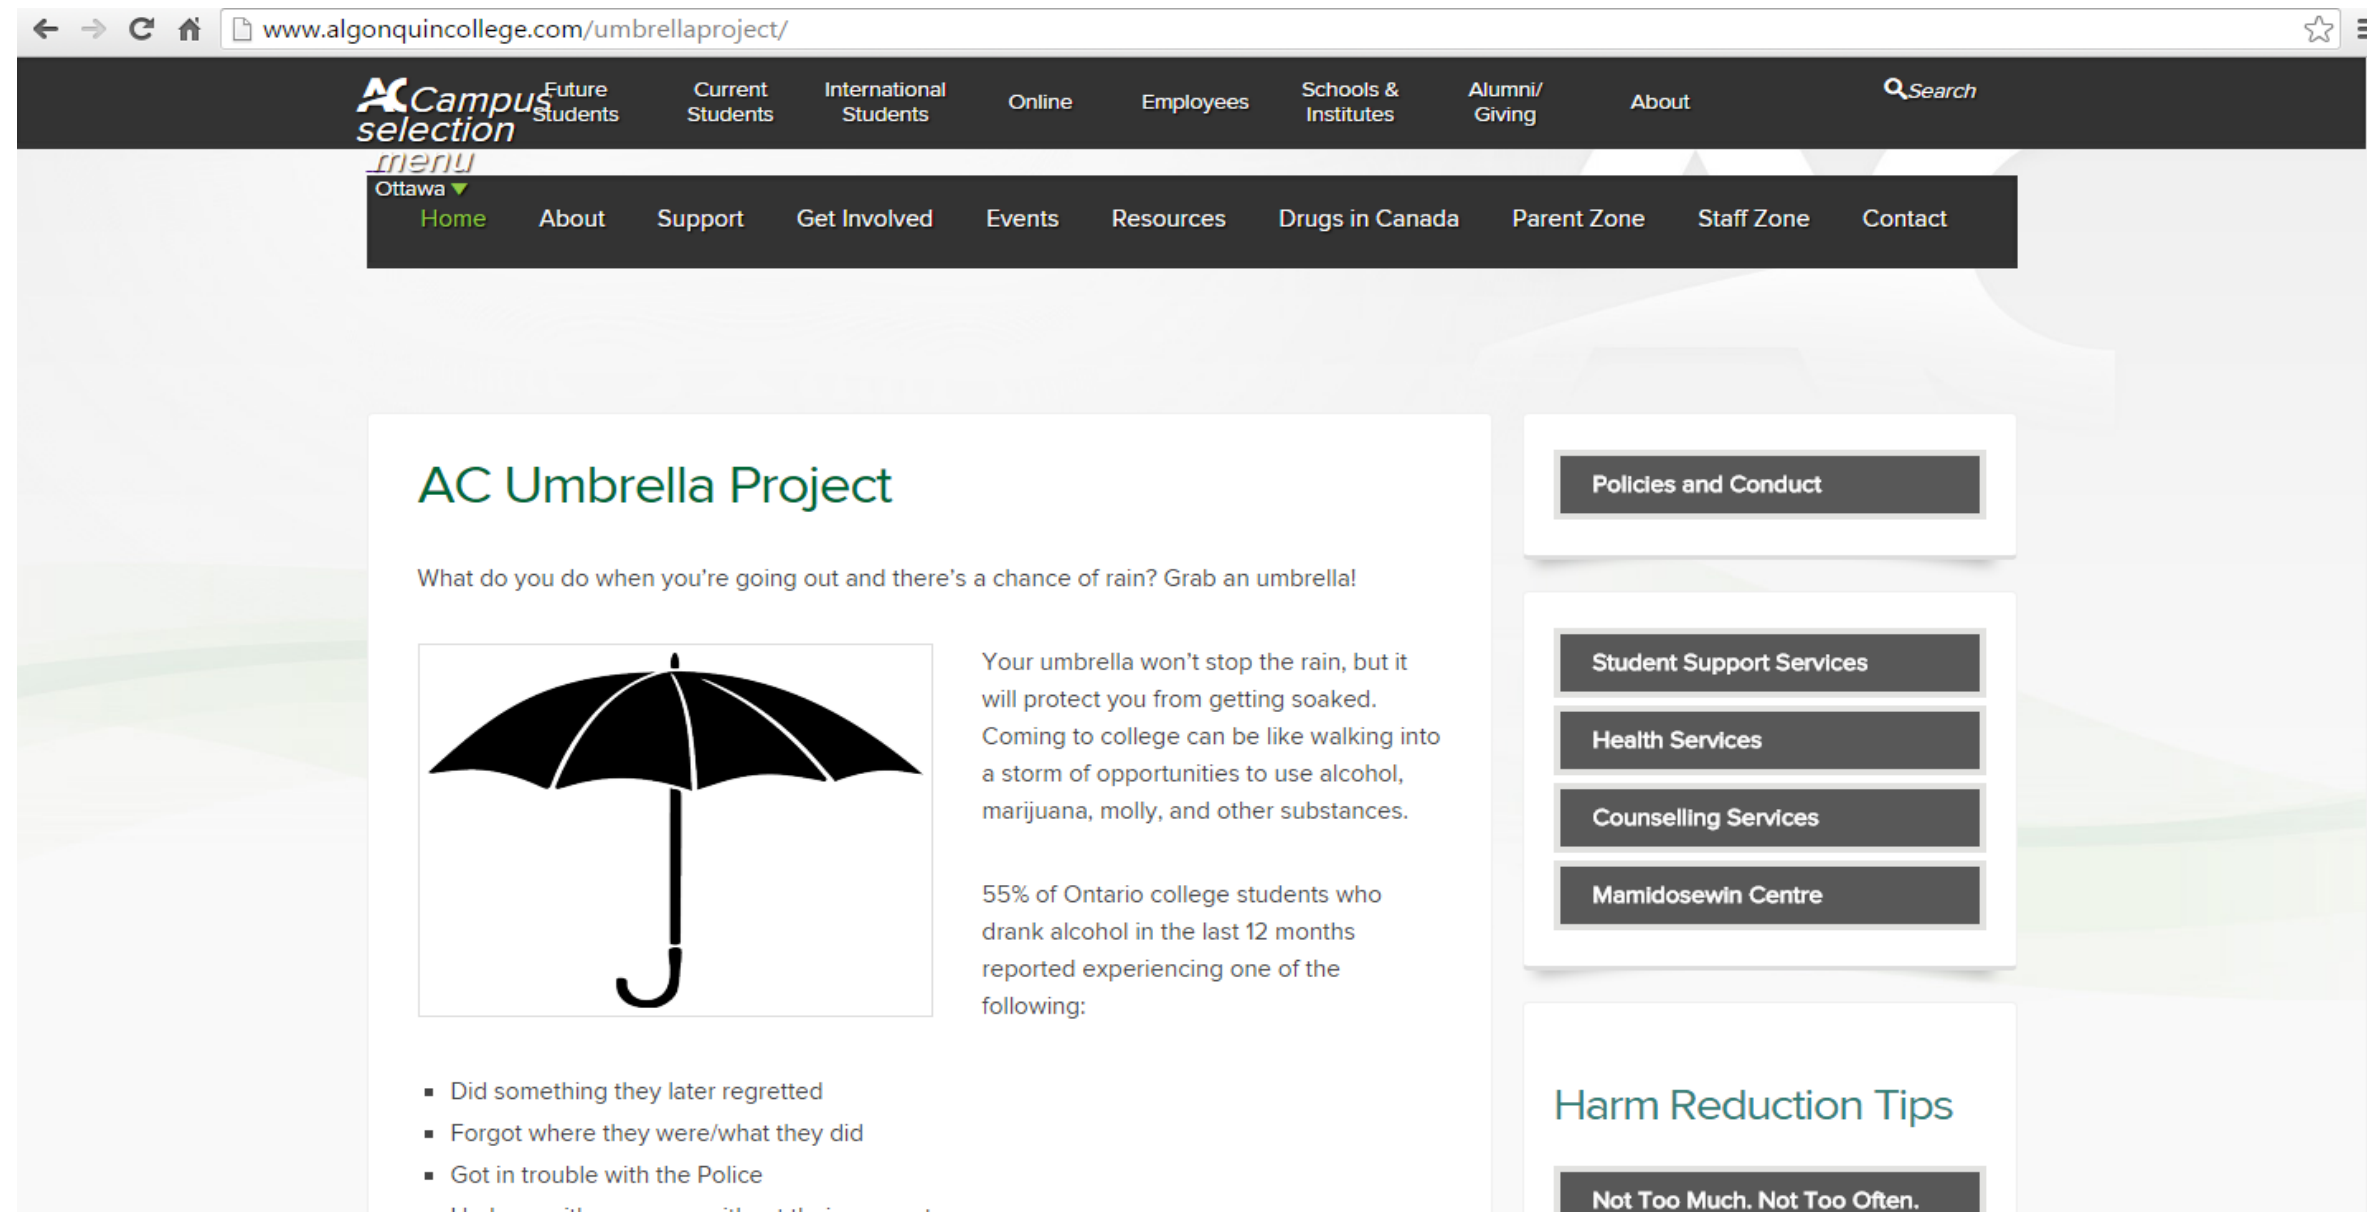 www.algonquincollege.com/umbrellaproject/
AC Campus
selection
menu
Future
Students
Current
Students
International
Students
Online
Employees
Schools &
Institutes
Alumni/
Giving
About
Search
Ottawa
Home About Support Get Involved Events Resources Drugs in Canada Parent Zone Staff Zone Contact
AC Umbrella Project
What do you do when you're going out and there's a chance of rain? Grab an umbrella!
Your umbrella won't stop the rain, but it
will protect you from getting soaked.
Coming to college can be like walking into
a storm of opportunities to use alcohol,
marijuana, molly, and other substances.
55% of Ontario college students who
drank alcohol in the last 12 months
reported experiencing one of the
following:
Did something they later regretted
Forgot where they were/what they did
Got in trouble with the Police
Policies and Conduct
Student Support Services
Health Services
Counselling Services
Mamidosewin Centre
Harm Reduction Tips
Not Too Much. Not Too Often.